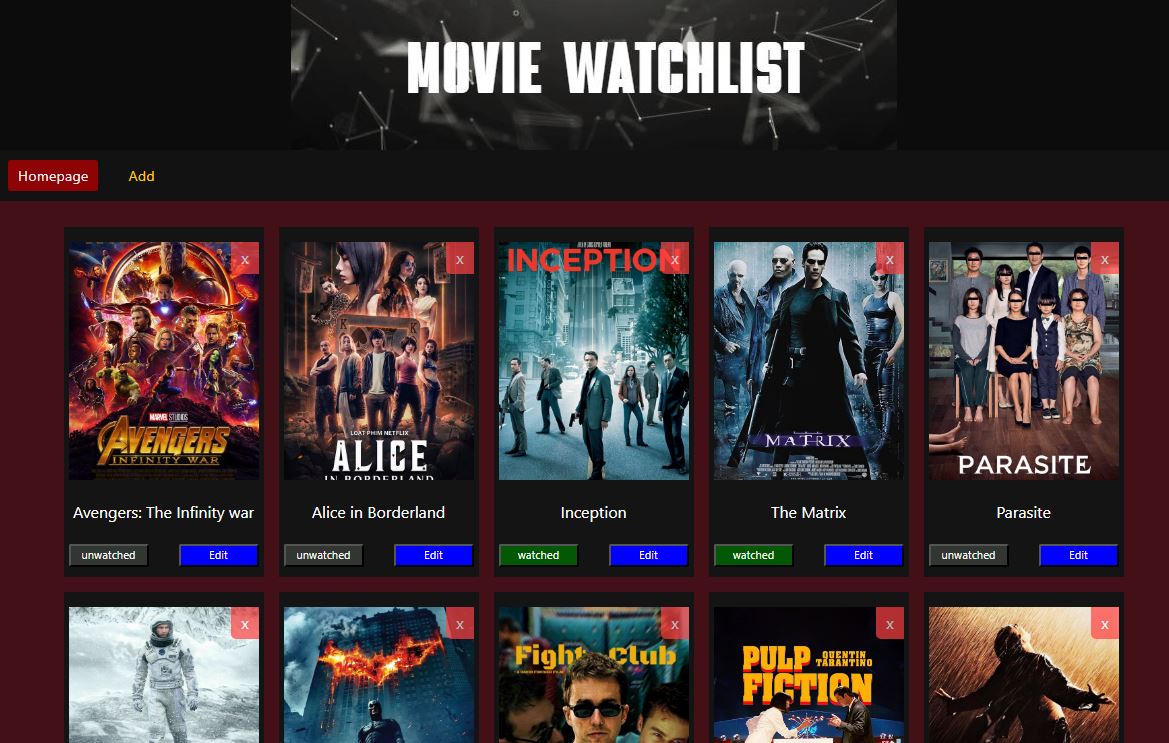 MOVIE WATCHLIST
Homepage Add
x x x x x
INCEPTION
MARVEL STUDIOS
AVENGERS
INFINITY WAR
LOẠT PHIM NETFLIX
ALICE
IN BORDERLAND
MATRIX
PARASITE
Avengers: The Infinity war Alice in Borderland Inception The Matrix Parasite
unwatched Edit unwatched Edit watched Edit watched Edit unwatched Edit
x x x x x
Fight Club
PULP QUENTIN
TARANTINO
FICTION